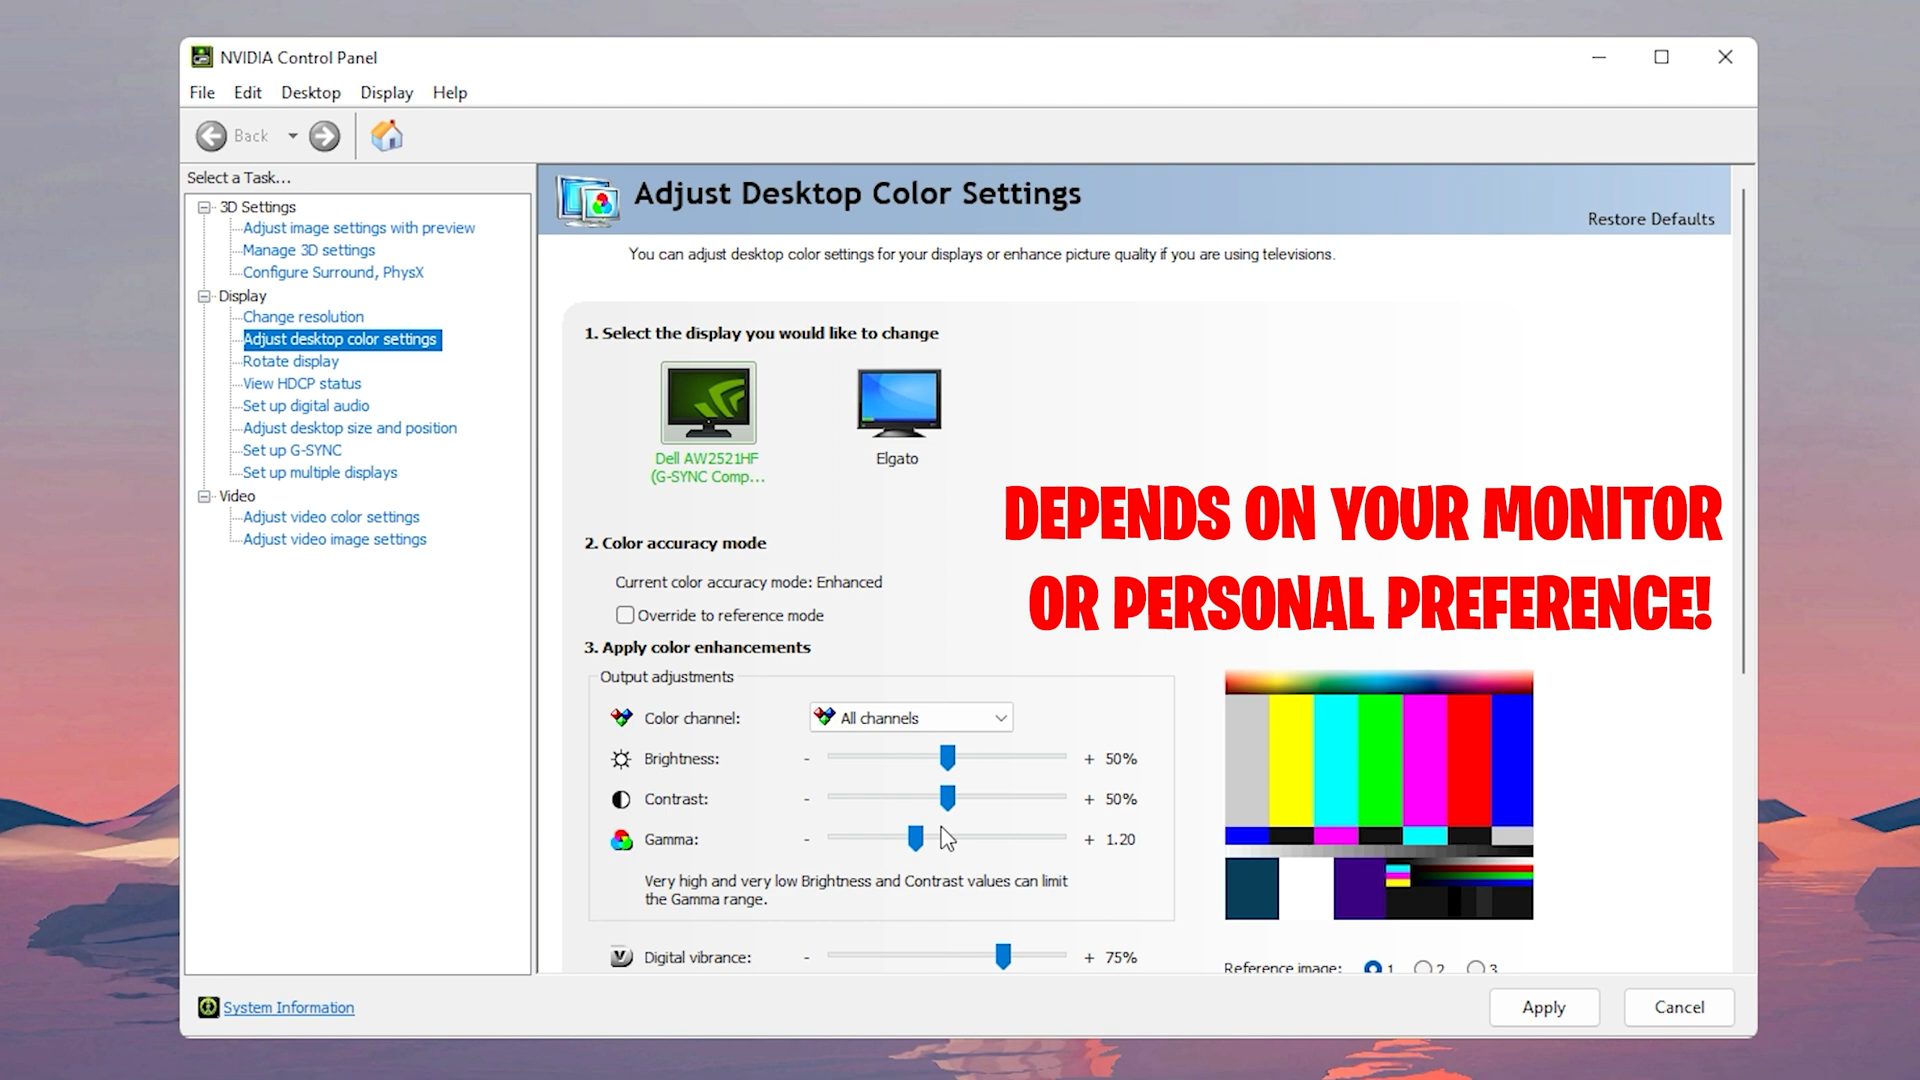 NVIDIA Control Panel
File Edit Desktop Display Help
Back
Select a Task...
3D Settings
Adjust image settings with preview
Manage 3D settings
Configure Surround, PhysX
Display
Change resolution
Adjust desktop color settings
Rotate display
View HDCP status
Set up digital audio
Adjust desktop size and position
Set up G-SYNC
Set up multiple displays
Video
Adjust video color settings
Adjust video image settings
Adjust Desktop Color Settings
Restore Defaults
You can adjust desktop color settings for your displays or enhance picture quality if you are using televisions.
1. Select the display you would like to change
Dell AW2521HF
(G-SYNC Comp...
Elgato
DEPENDS ON YOUR MONITOR
OR PERSONAL PREFERENCE!
2. Color accuracy mode
Current color accuracy mode: Enhanced
Override to reference mode
3. Apply color enhancements
Output adjustments
Color channel: All channels
Brightness: - + 50%
Contrast: - + 50%
Gamma: - + 1.20
Very high and very low Brightness and Contrast values can limit
the Gamma range.
Digital vibrance: - + 75%
Reference image: 1 2 3
System Information
Apply Cancel